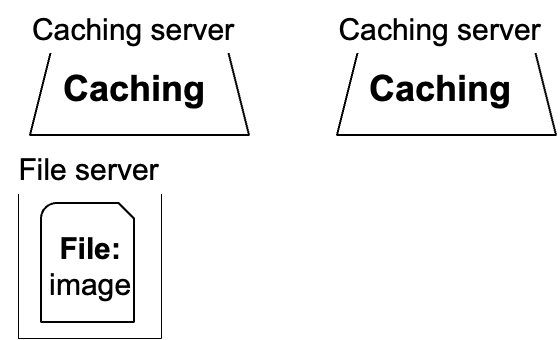 Caching server
Caching server
Caching
Caching
File server
File:
image